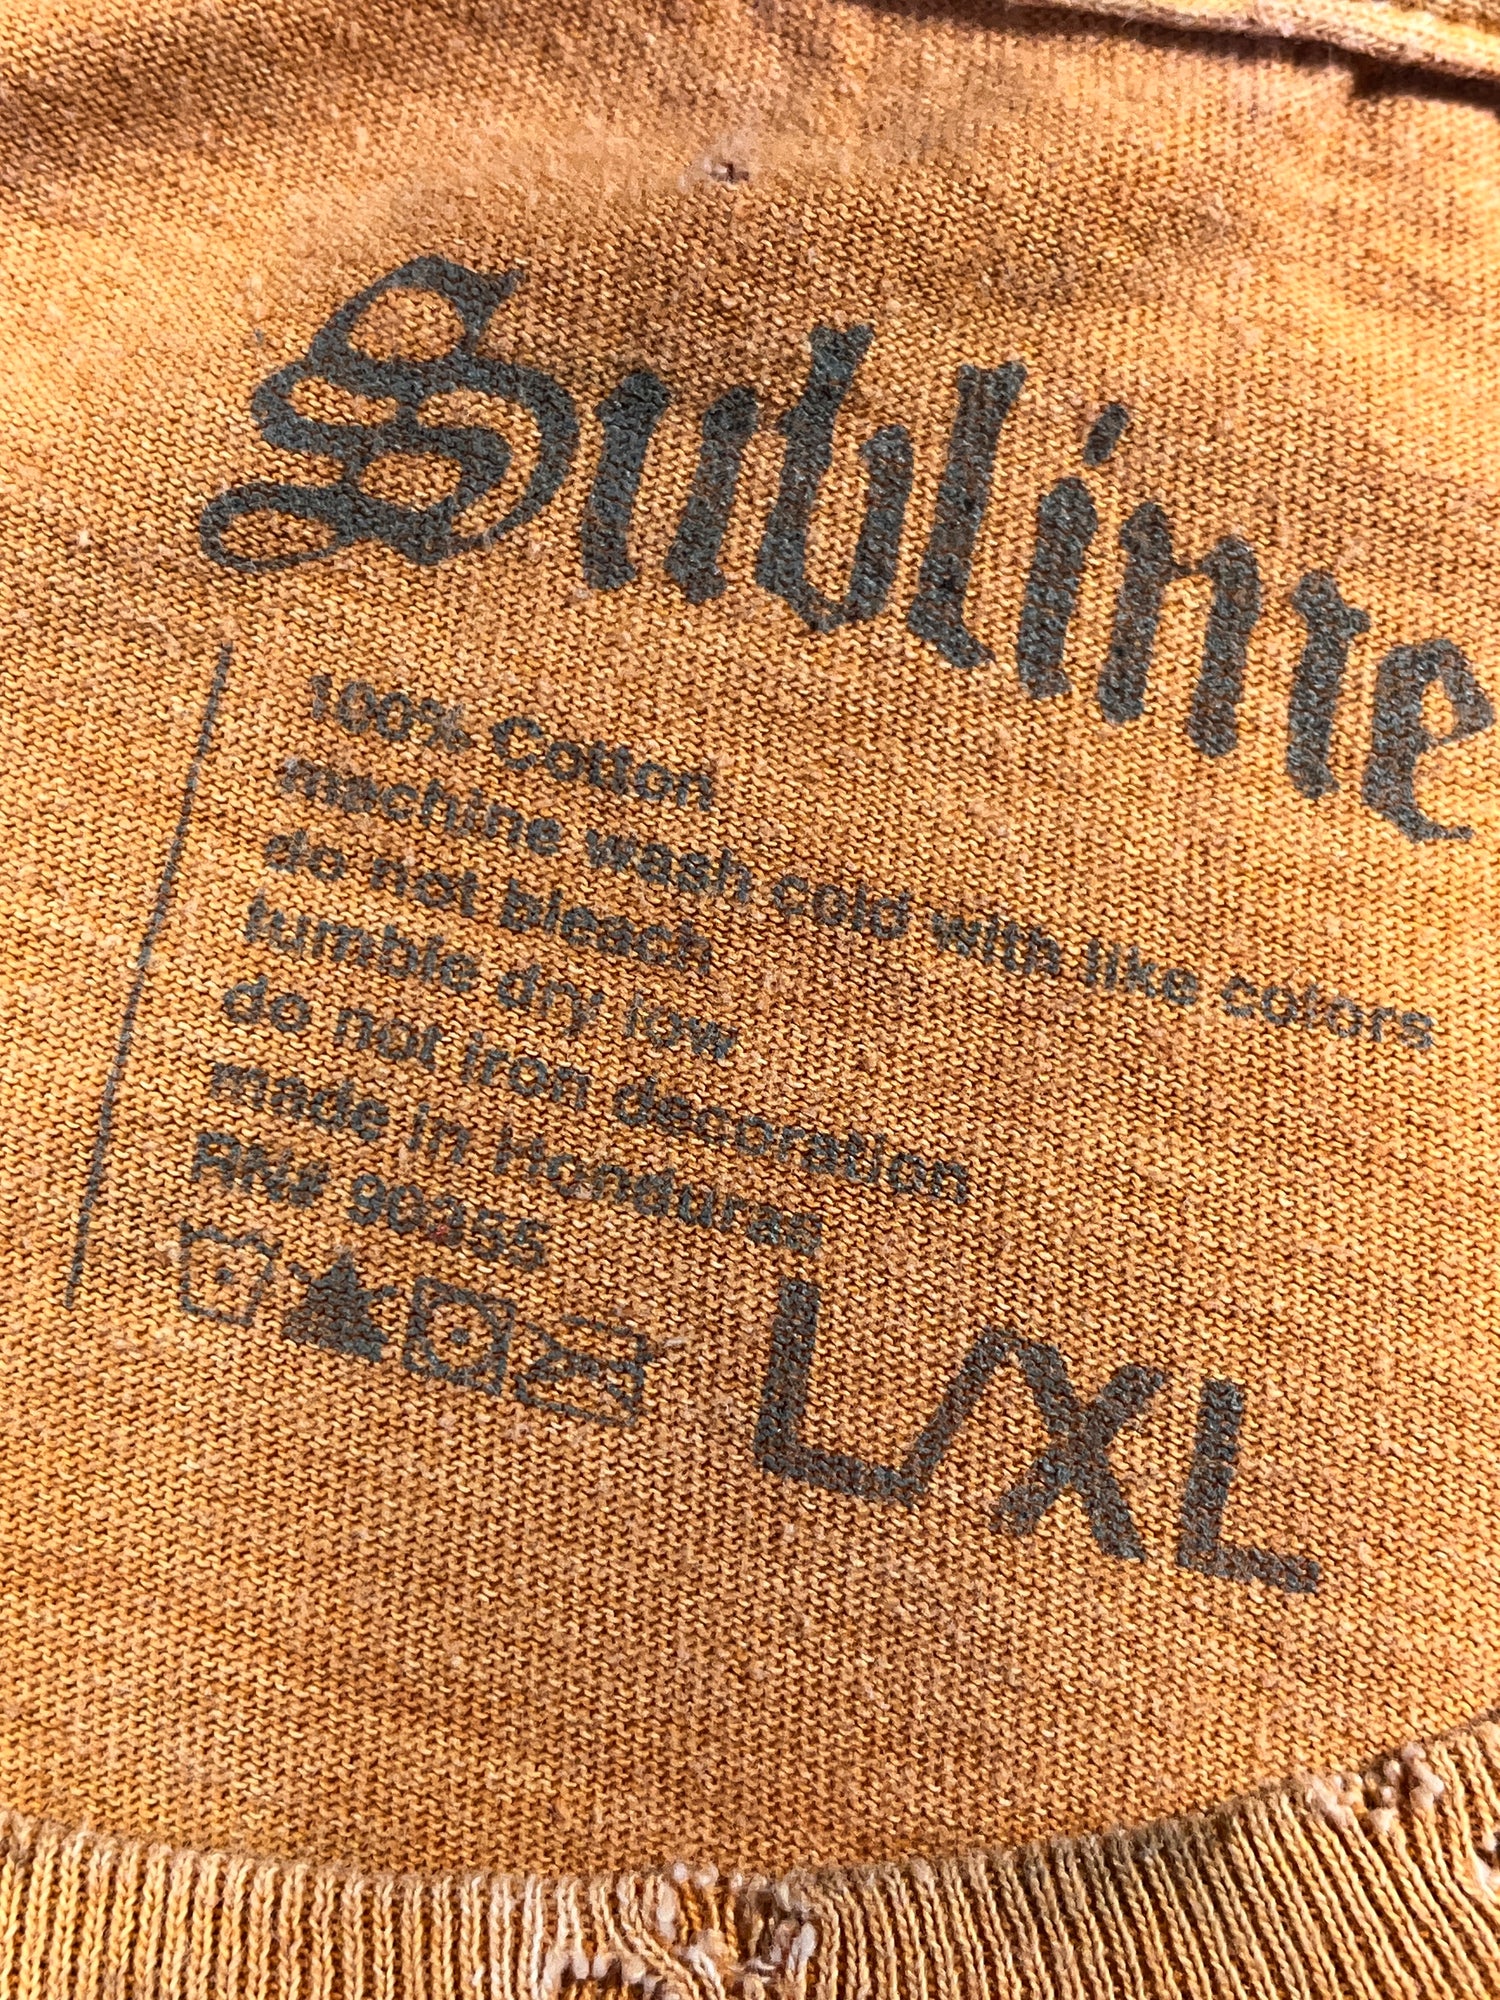 Sublime
100% Cotton
machine wash cold with like colors
do not bleach
tumble dry low
do not iron decoration
made in Honduras
RN# 90355
L/XL